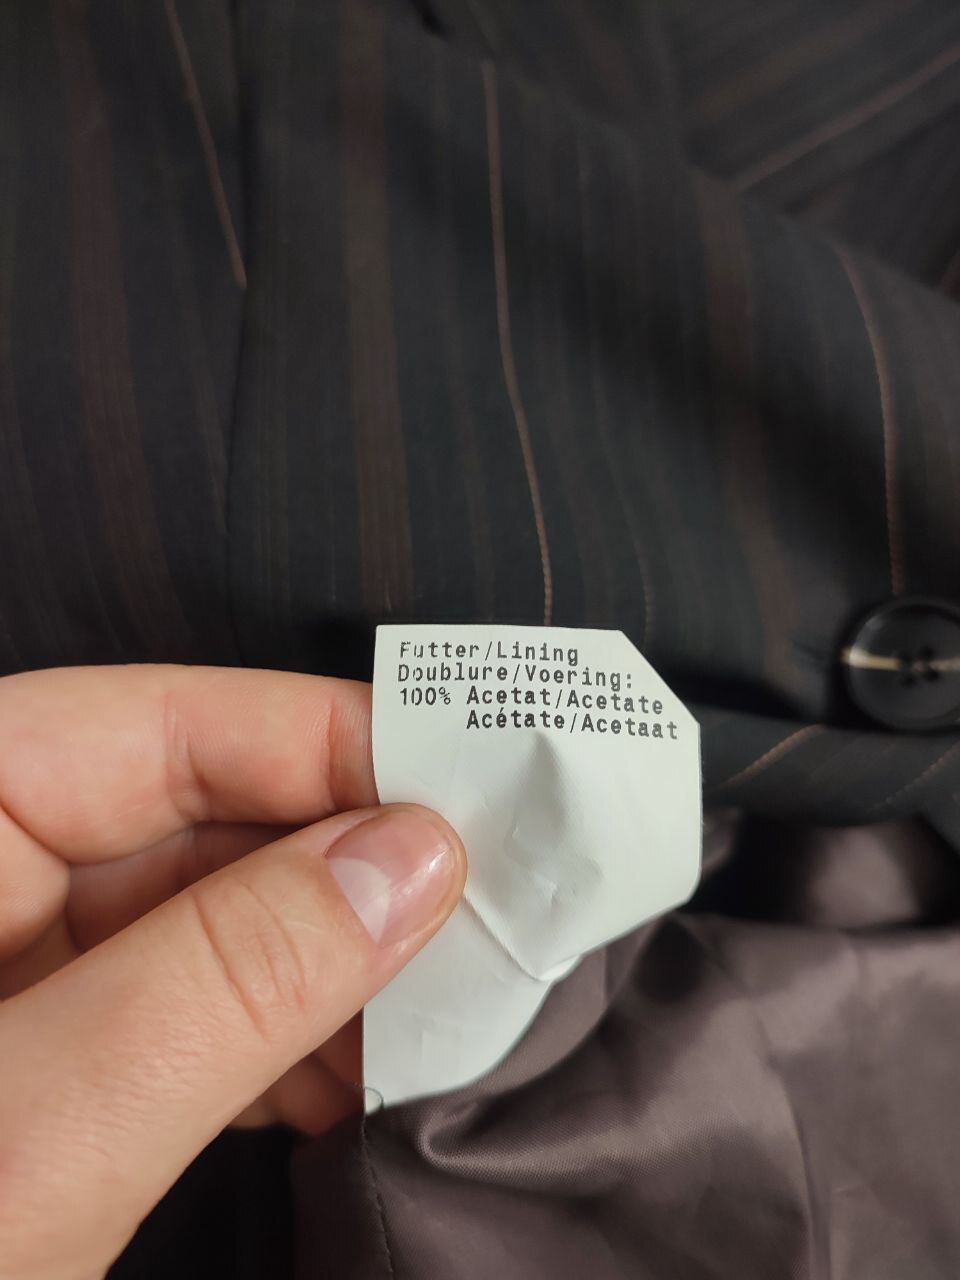 Futter/Lining
Doublure/Voering:
100% Acetat/Acetate
Acétate/Acetaat